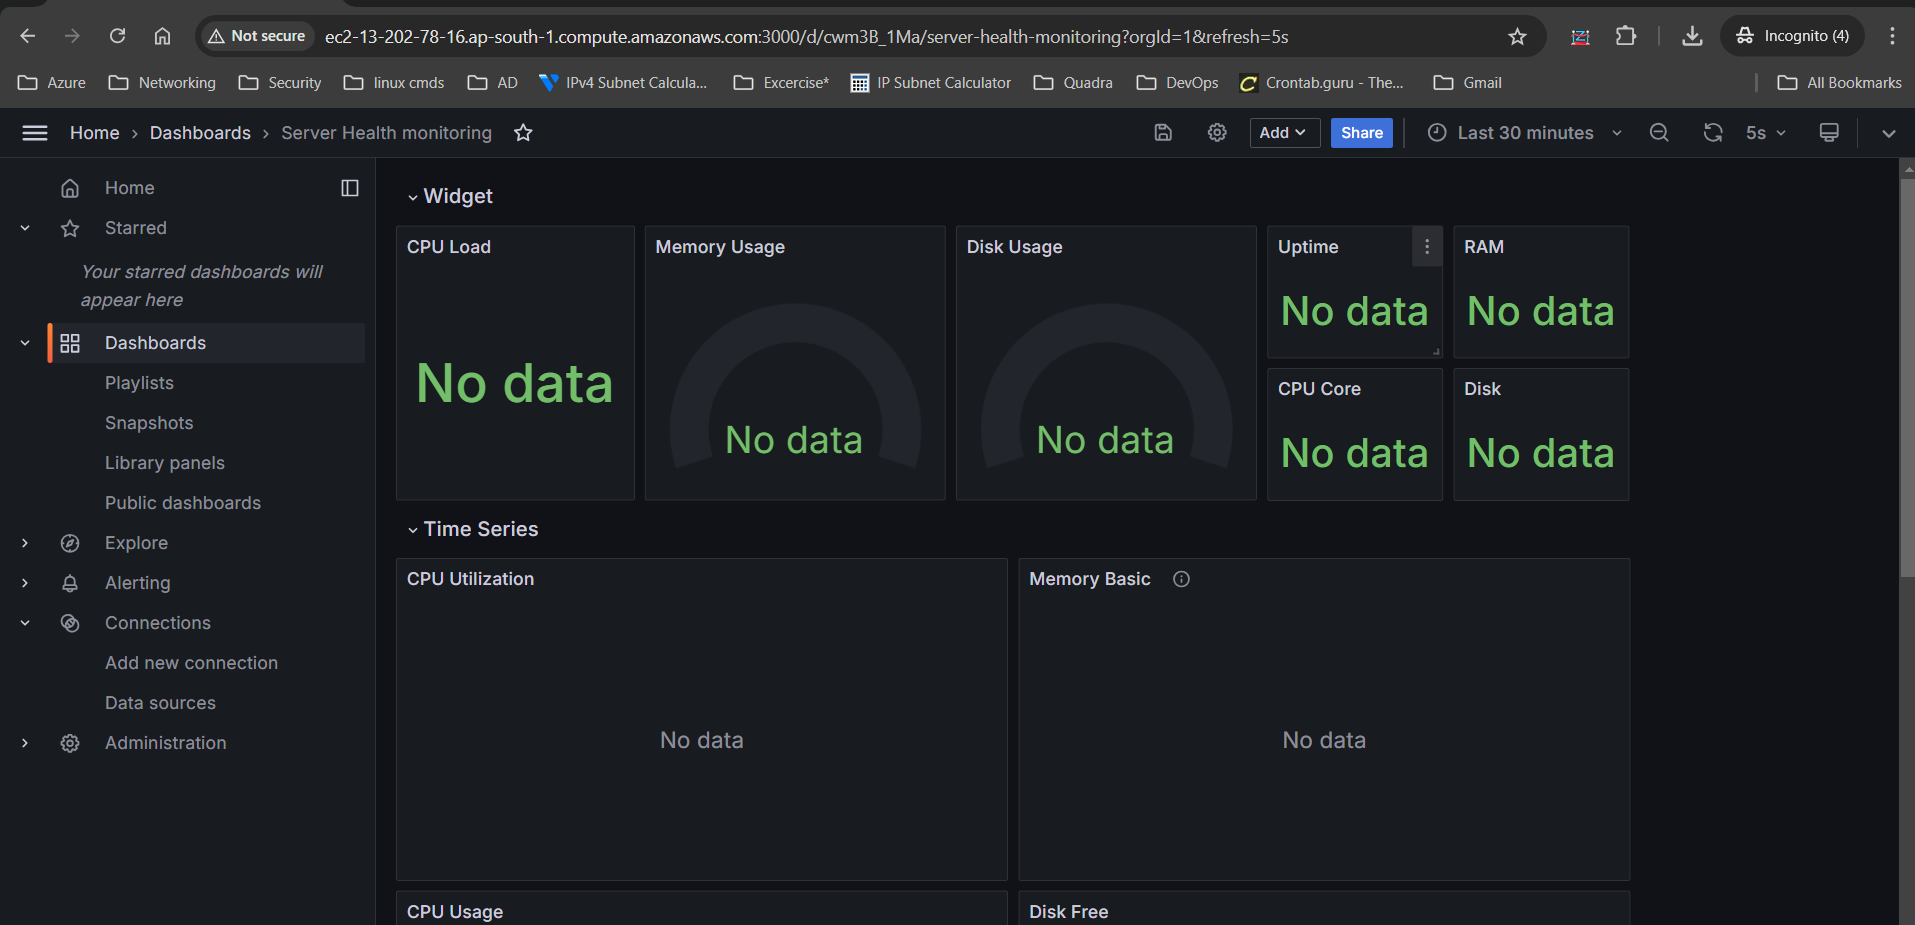 Not secure ec2-13-202-78-16.ap-south-1.compute.amazonaws.com:3000/d/cwm3B_1Ma/server-health-monitoring?orgId=1&refresh=5s Incognito (4)
Azure Networking Security linux cmds AD IPv4 Subnet Calcula... Excercise* IP Subnet Calculator Quadra DevOps Crontab.guru - The... Gmail All Bookmarks
Home › Dashboards › Server Health monitoring Add Share Last 30 minutes 5s
Home
Starred
Your starred dashboards will
appear here
Dashboards
Playlists
Snapshots
Library panels
Public dashboards
Explore
Alerting
Connections
Add new connection
Data sources
Administration
Widget
CPU Load
No data
Memory Usage
No data
Disk Usage
No data
Uptime
No data
RAM
No data
CPU Core
No data
Disk
No data
Time Series
CPU Utilization
No data
Memory Basic
No data
CPU Usage
Disk Free